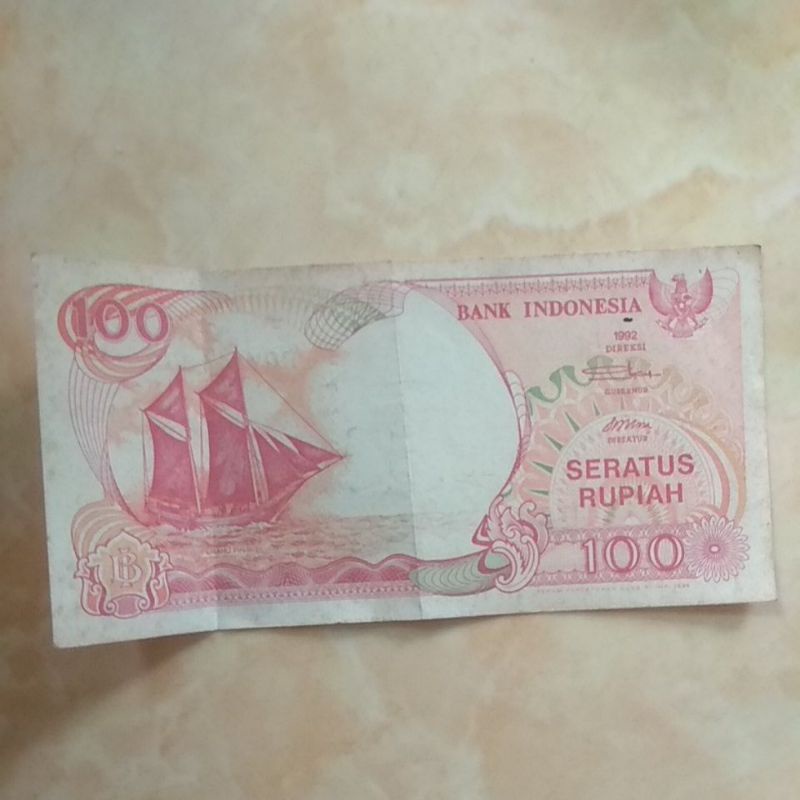 100
BANK INDONESIA
1992
DIREKSI
GUBERNUR
DIREKTUR
SERATUS
RUPIAH
100